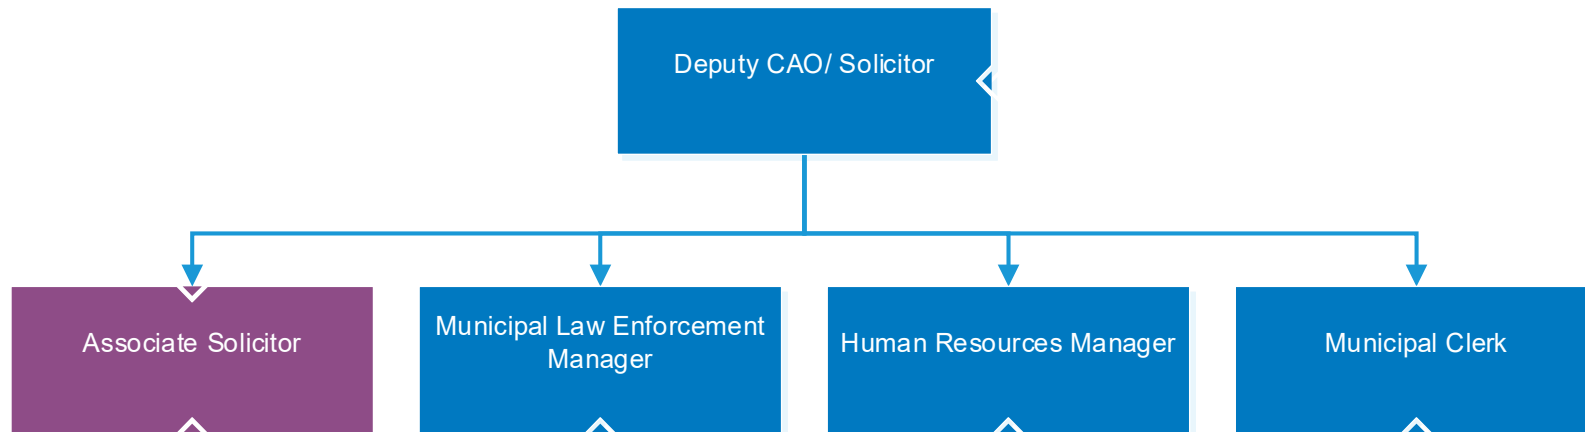 Deputy CAO/ Solicitor
Associate Solicitor
Municipal Law Enforcement
Manager
Human Resources Manager
Municipal Clerk